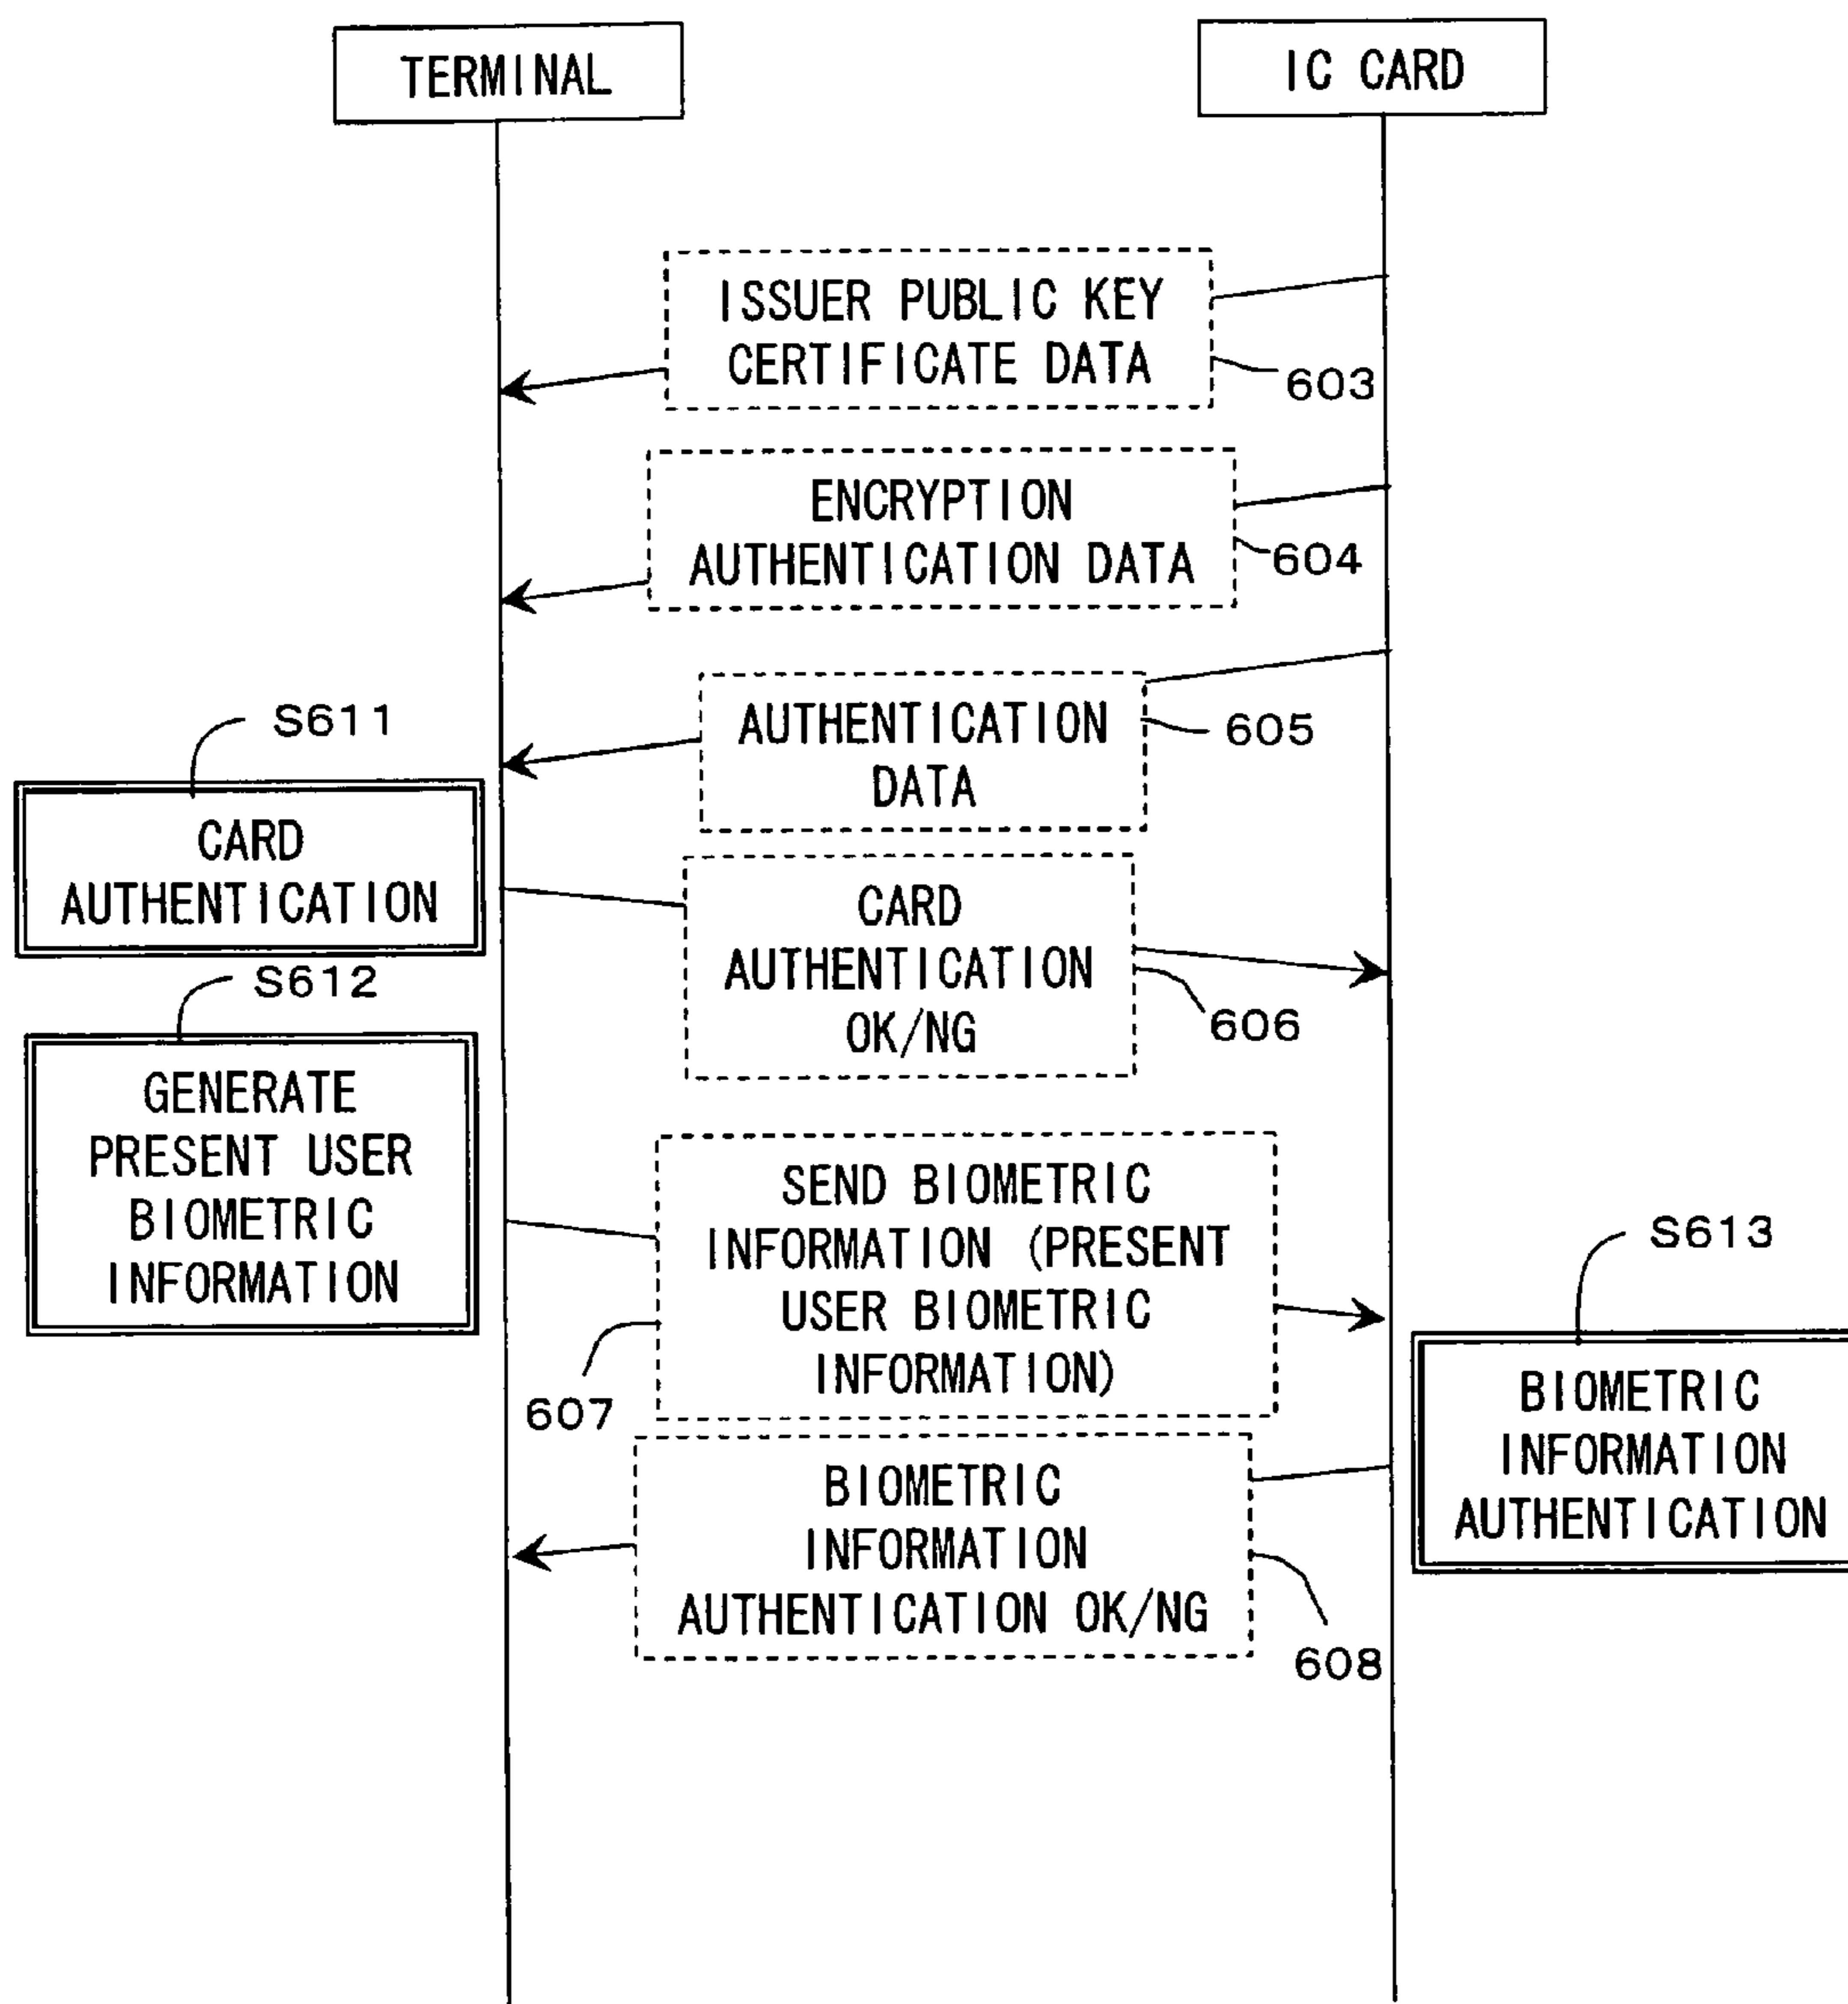 TERMINAL
IC CARD
ISSUER PUBLIC KEY
CERTIFICATE DATA
603
ENCRYPTION
AUTHENTICATION DATA
604
AUTHENTICATION
DATA
605
S611
CARD
AUTHENTICATION
CARD
AUTHENTICATION
OK/NG
606
S612
GENERATE
PRESENT USER
BIOMETRIC
INFORMATION
SEND BIOMETRIC
INFORMATION (PRESENT
USER BIOMETRIC
INFORMATION)
607
S613
BIOMETRIC
INFORMATION
AUTHENTICATION
BIOMETRIC
INFORMATION
AUTHENTICATION OK/NG
608